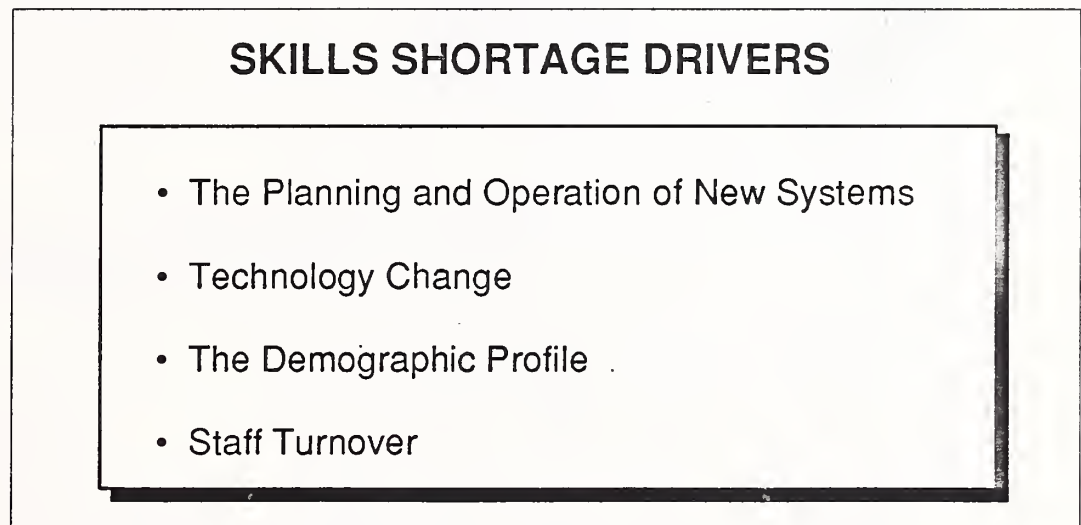 SKILLS SHORTAGE DRIVERS
• The Planning and Operation of New Systems
• Technology Change
• The Demographic Profile
• Staff Turnover